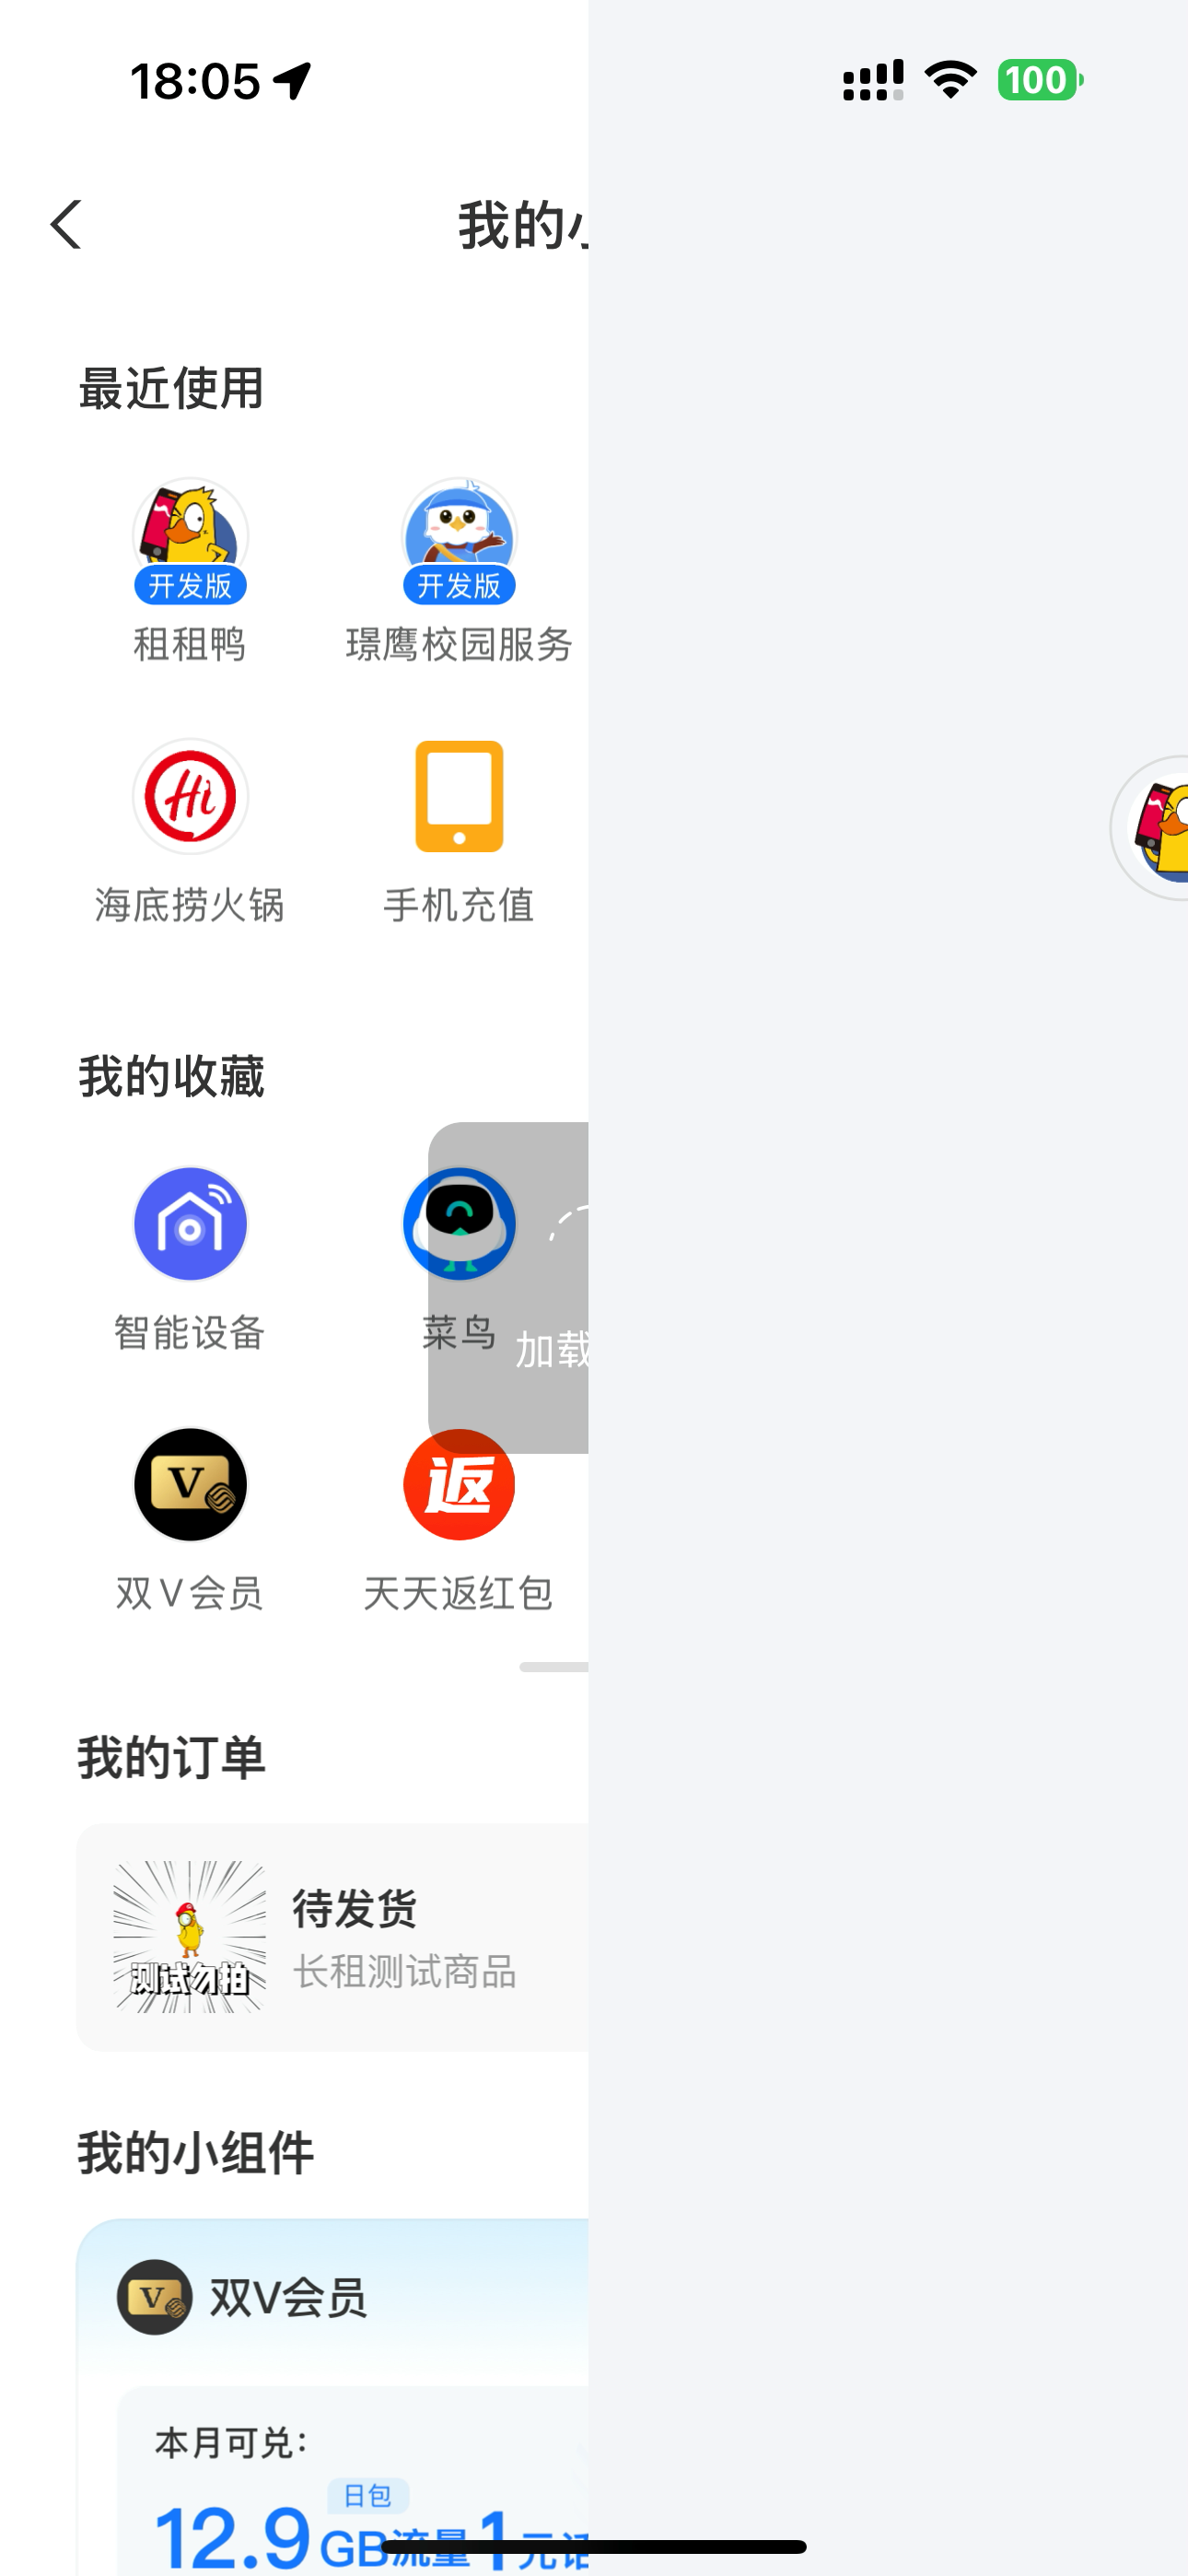 18:05
100
我的小
最近使用
开发版
开发版
租租鸭
璟鹰校园服务
Hi
海底捞火锅
手机充值
我的收藏
智能设备
菜鸟
加载
V
返
双V会员
天天返红包
我的订单
测试勿拍
待发货
长租测试商品
我的小组件
V
双V会员
本月可兑：
日包
12.9GB流量1元话